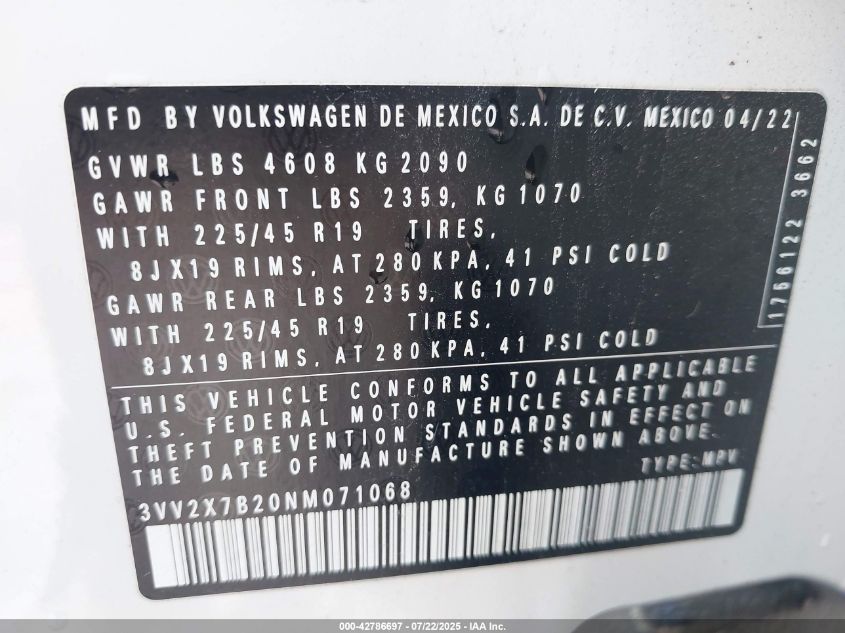 MFD BY VOLKSWAGEN DE MEXICO S.A. DE C.V. MEXICO 04/22
GVWR LBS 4608 KG 2090
GAWR FRONT LBS 2359, KG 1070
WITH 225/45 R19 TIRES,
8JX19 RIMS, AT 280 KPA, 41 PSI COLD
GAWR REAR LBS 2359, KG 1070
WITH 225/45 R19 TIRES,
8JX19 RIMS, AT 280 KPA, 41 PSI COLD
1766122 3662
THIS VEHICLE CONFORMS TO ALL APPLICABLE
U.S. FEDERAL MOTOR VEHICLE SAFETY AND
THEFT PREVENTION STANDARDS IN EFFECT ON
THE DATE OF MANUFACTURE SHOWN ABOVE.
TYPE: MPV
3VV2X7B20NM071068
000-42786697 - 07/22/2025 - IAA Inc.